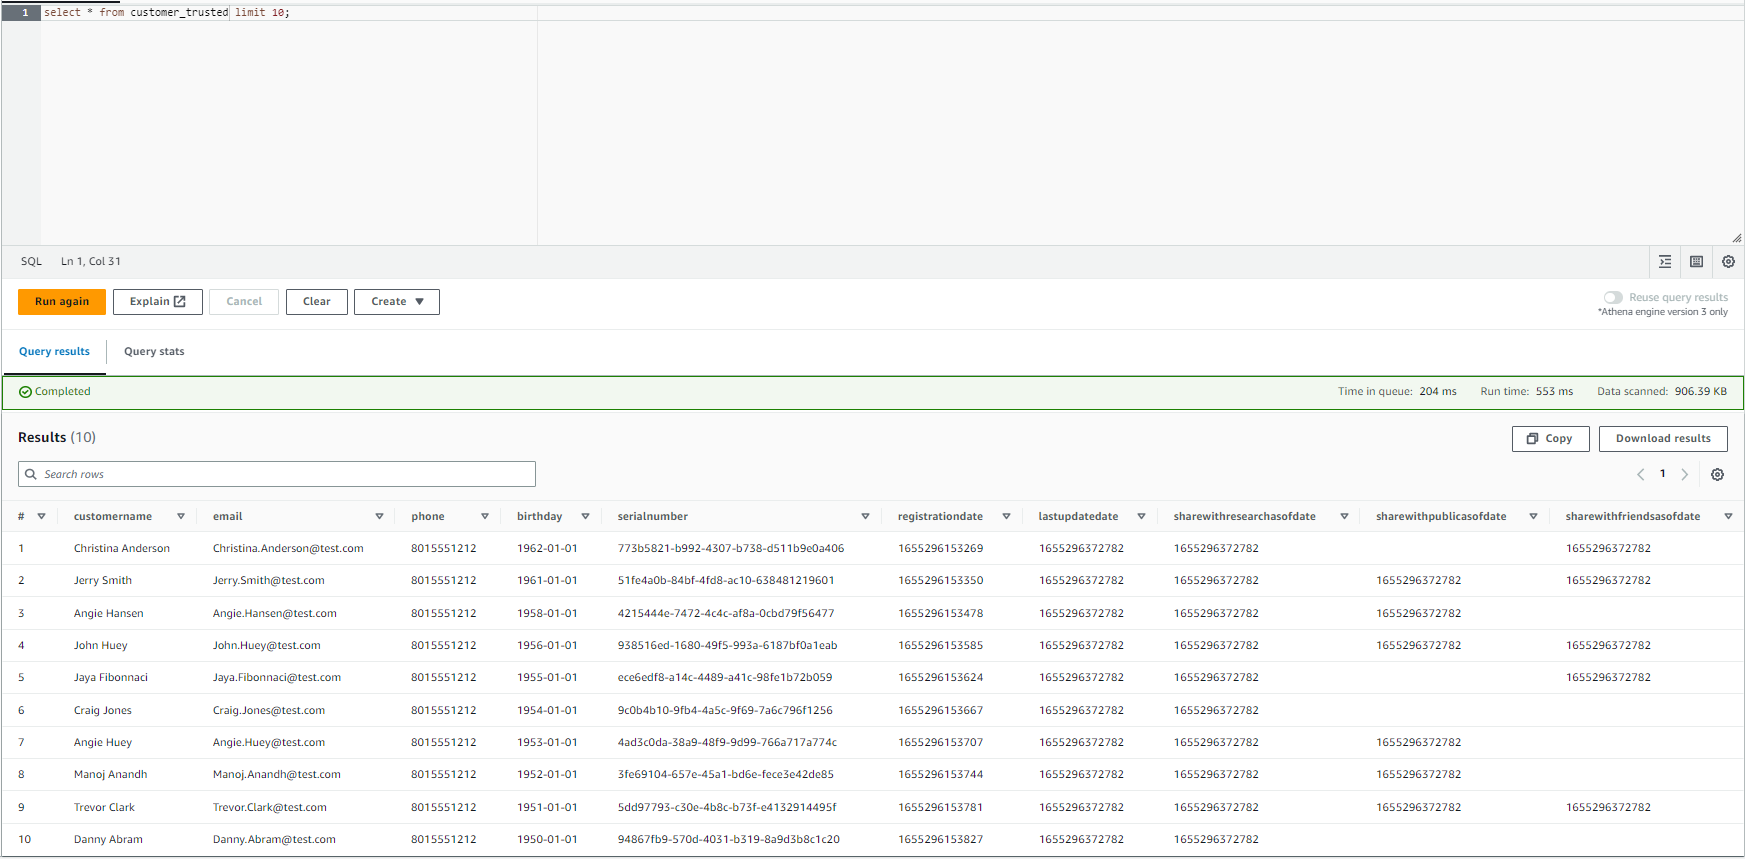 1 select * from customer_trusted limit 10;
SQL Ln 1, Col 31
Run again Explain Cancel Clear Create Reuse query results
*Athena engine version 3 only
Query results Query stats
Completed Time in queue: 204 ms Run time: 553 ms Data scanned: 906.39 KB
Results (10) Copy Download results
Search rows 1
# customername email phone birthday serialnumber registrationdate lastupdatedate sharewithresearchasofdate sharewithpublicasofdate sharewithfriendsasofdate
1 Christina Anderson Christina.Anderson@test.com 8015551212 1962-01-01 773b5821-b992-4307-b738-d511b9e0a406 1655296153269 1655296372782 1655296372782 1655296372782
2 Jerry Smith Jerry.Smith@test.com 8015551212 1961-01-01 51fe4a0b-84bf-4fd8-ac10-638481219601 1655296153350 1655296372782 1655296372782 1655296372782 1655296372782
3 Angie Hansen Angie.Hansen@test.com 8015551212 1958-01-01 4215444e-7472-4c4c-af8a-0cbd79f56477 1655296153478 1655296372782 1655296372782 1655296372782
4 John Huey John.Huey@test.com 8015551212 1956-01-01 938516ed-1680-49f5-993a-6187bf0a1eab 1655296153585 1655296372782 1655296372782 1655296372782 1655296372782
5 Jaya Fibonnaci Jaya.Fibonnaci@test.com 8015551212 1955-01-01 ece6edf8-a14c-4489-a41c-98fe1b72b059 1655296153624 1655296372782 1655296372782 1655296372782
6 Craig Jones Craig.Jones@test.com 8015551212 1954-01-01 9c0b4b10-9fb4-4a5c-9f69-7a6c796f1256 1655296153667 1655296372782 1655296372782
7 Angie Huey Angie.Huey@test.com 8015551212 1953-01-01 4ad3c0da-38a9-48f9-9d99-766a717a774c 1655296153707 1655296372782 1655296372782 1655296372782
8 Manoj Anandh Manoj.Anandh@test.com 8015551212 1952-01-01 3fe69104-657e-45a1-bd6e-fece3e42de85 1655296153744 1655296372782 1655296372782 1655296372782
9 Trevor Clark Trevor.Clark@test.com 8015551212 1951-01-01 5dd97793-c30e-4b8c-b73f-e4132914495f 1655296153781 1655296372782 1655296372782 1655296372782 1655296372782
10 Danny Abram Danny.Abram@test.com 8015551212 1950-01-01 94867fb9-570d-4031-b319-8a9d3b8c1c20 1655296153827 1655296372782 1655296372782